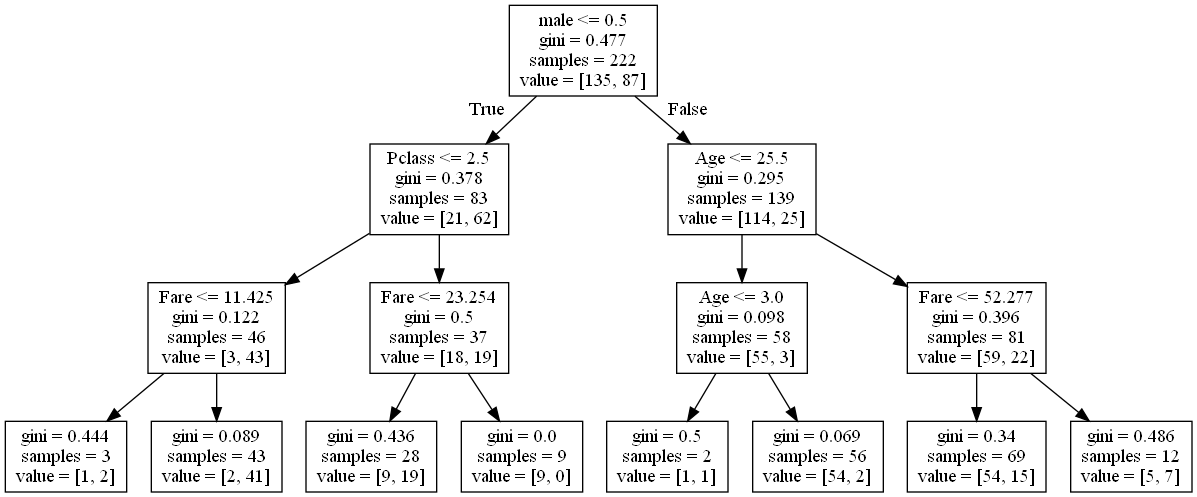 male <= 0.5
gini = 0.477
samples = 222
value = [135, 87]
True
False
Pclass <= 2.5
gini = 0.378
samples = 83
value = [21, 62]
Age <= 25.5
gini = 0.295
samples = 139
value = [114, 25]
Fare <= 11.425
gini = 0.122
samples = 46
value = [3, 43]
Fare <= 23.254
gini = 0.5
samples = 37
value = [18, 19]
Age <= 3.0
gini = 0.098
samples = 58
value = [55, 3]
Fare <= 52.277
gini = 0.396
samples = 81
value = [59, 22]
gini = 0.444
samples = 3
value = [1, 2]
gini = 0.089
samples = 43
value = [2, 41]
gini = 0.436
samples = 28
value = [9, 19]
gini = 0.0
samples = 9
value = [9, 0]
gini = 0.5
samples = 2
value = [1, 1]
gini = 0.069
samples = 56
value = [54, 2]
gini = 0.34
samples = 69
value = [54, 15]
gini = 0.486
samples = 12
value = [5, 7]